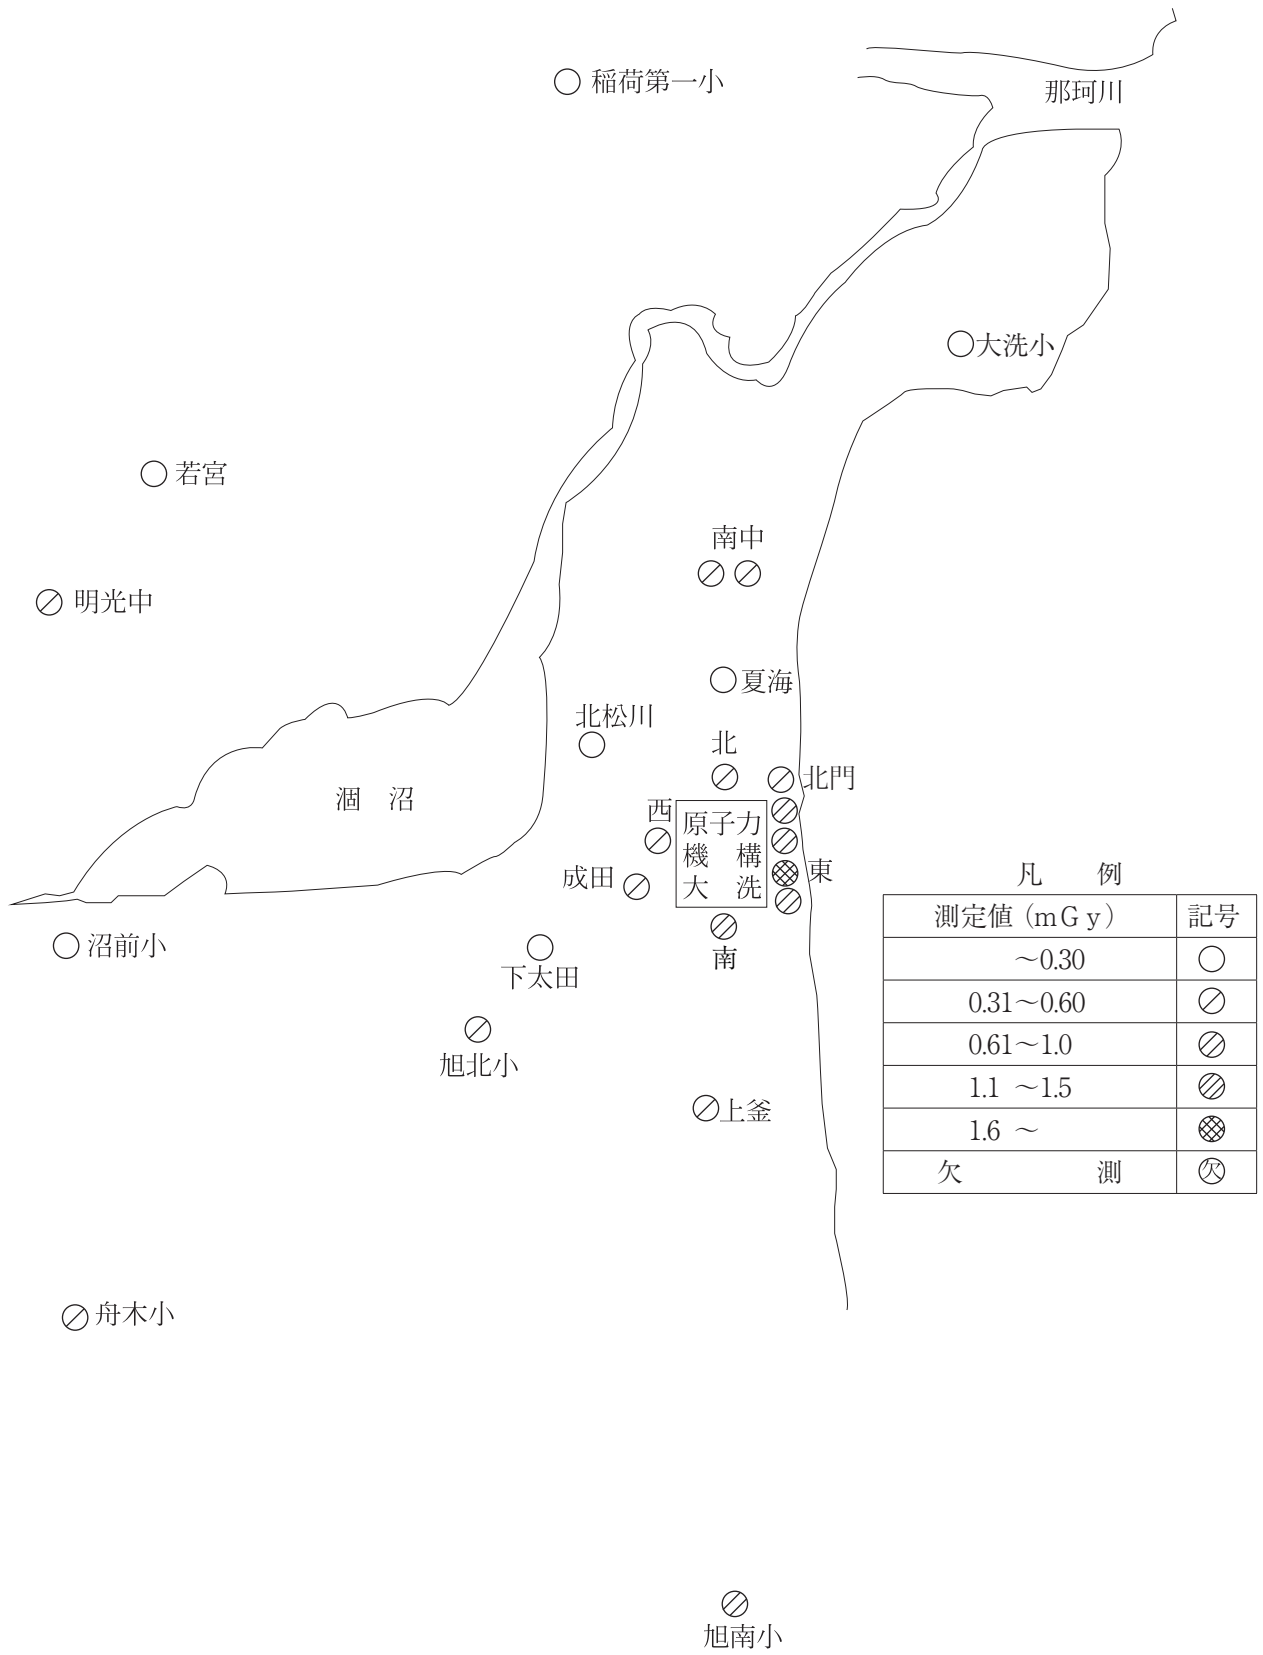 稲荷第一小
那珂川
大洗小
若宮
南中
明光中
夏海
北松川
北
北門
涸 沼
西
原子力
機 構
大 洗
成田
東
沼前小
南
下太田
旭北小
上釜
凡 例
測定値（mGy） 記号
～0.30
0.31～0.60
0.61～1.0
1.1 ～1.5
1.6 ～
欠 測 欠
舟木小
旭南小